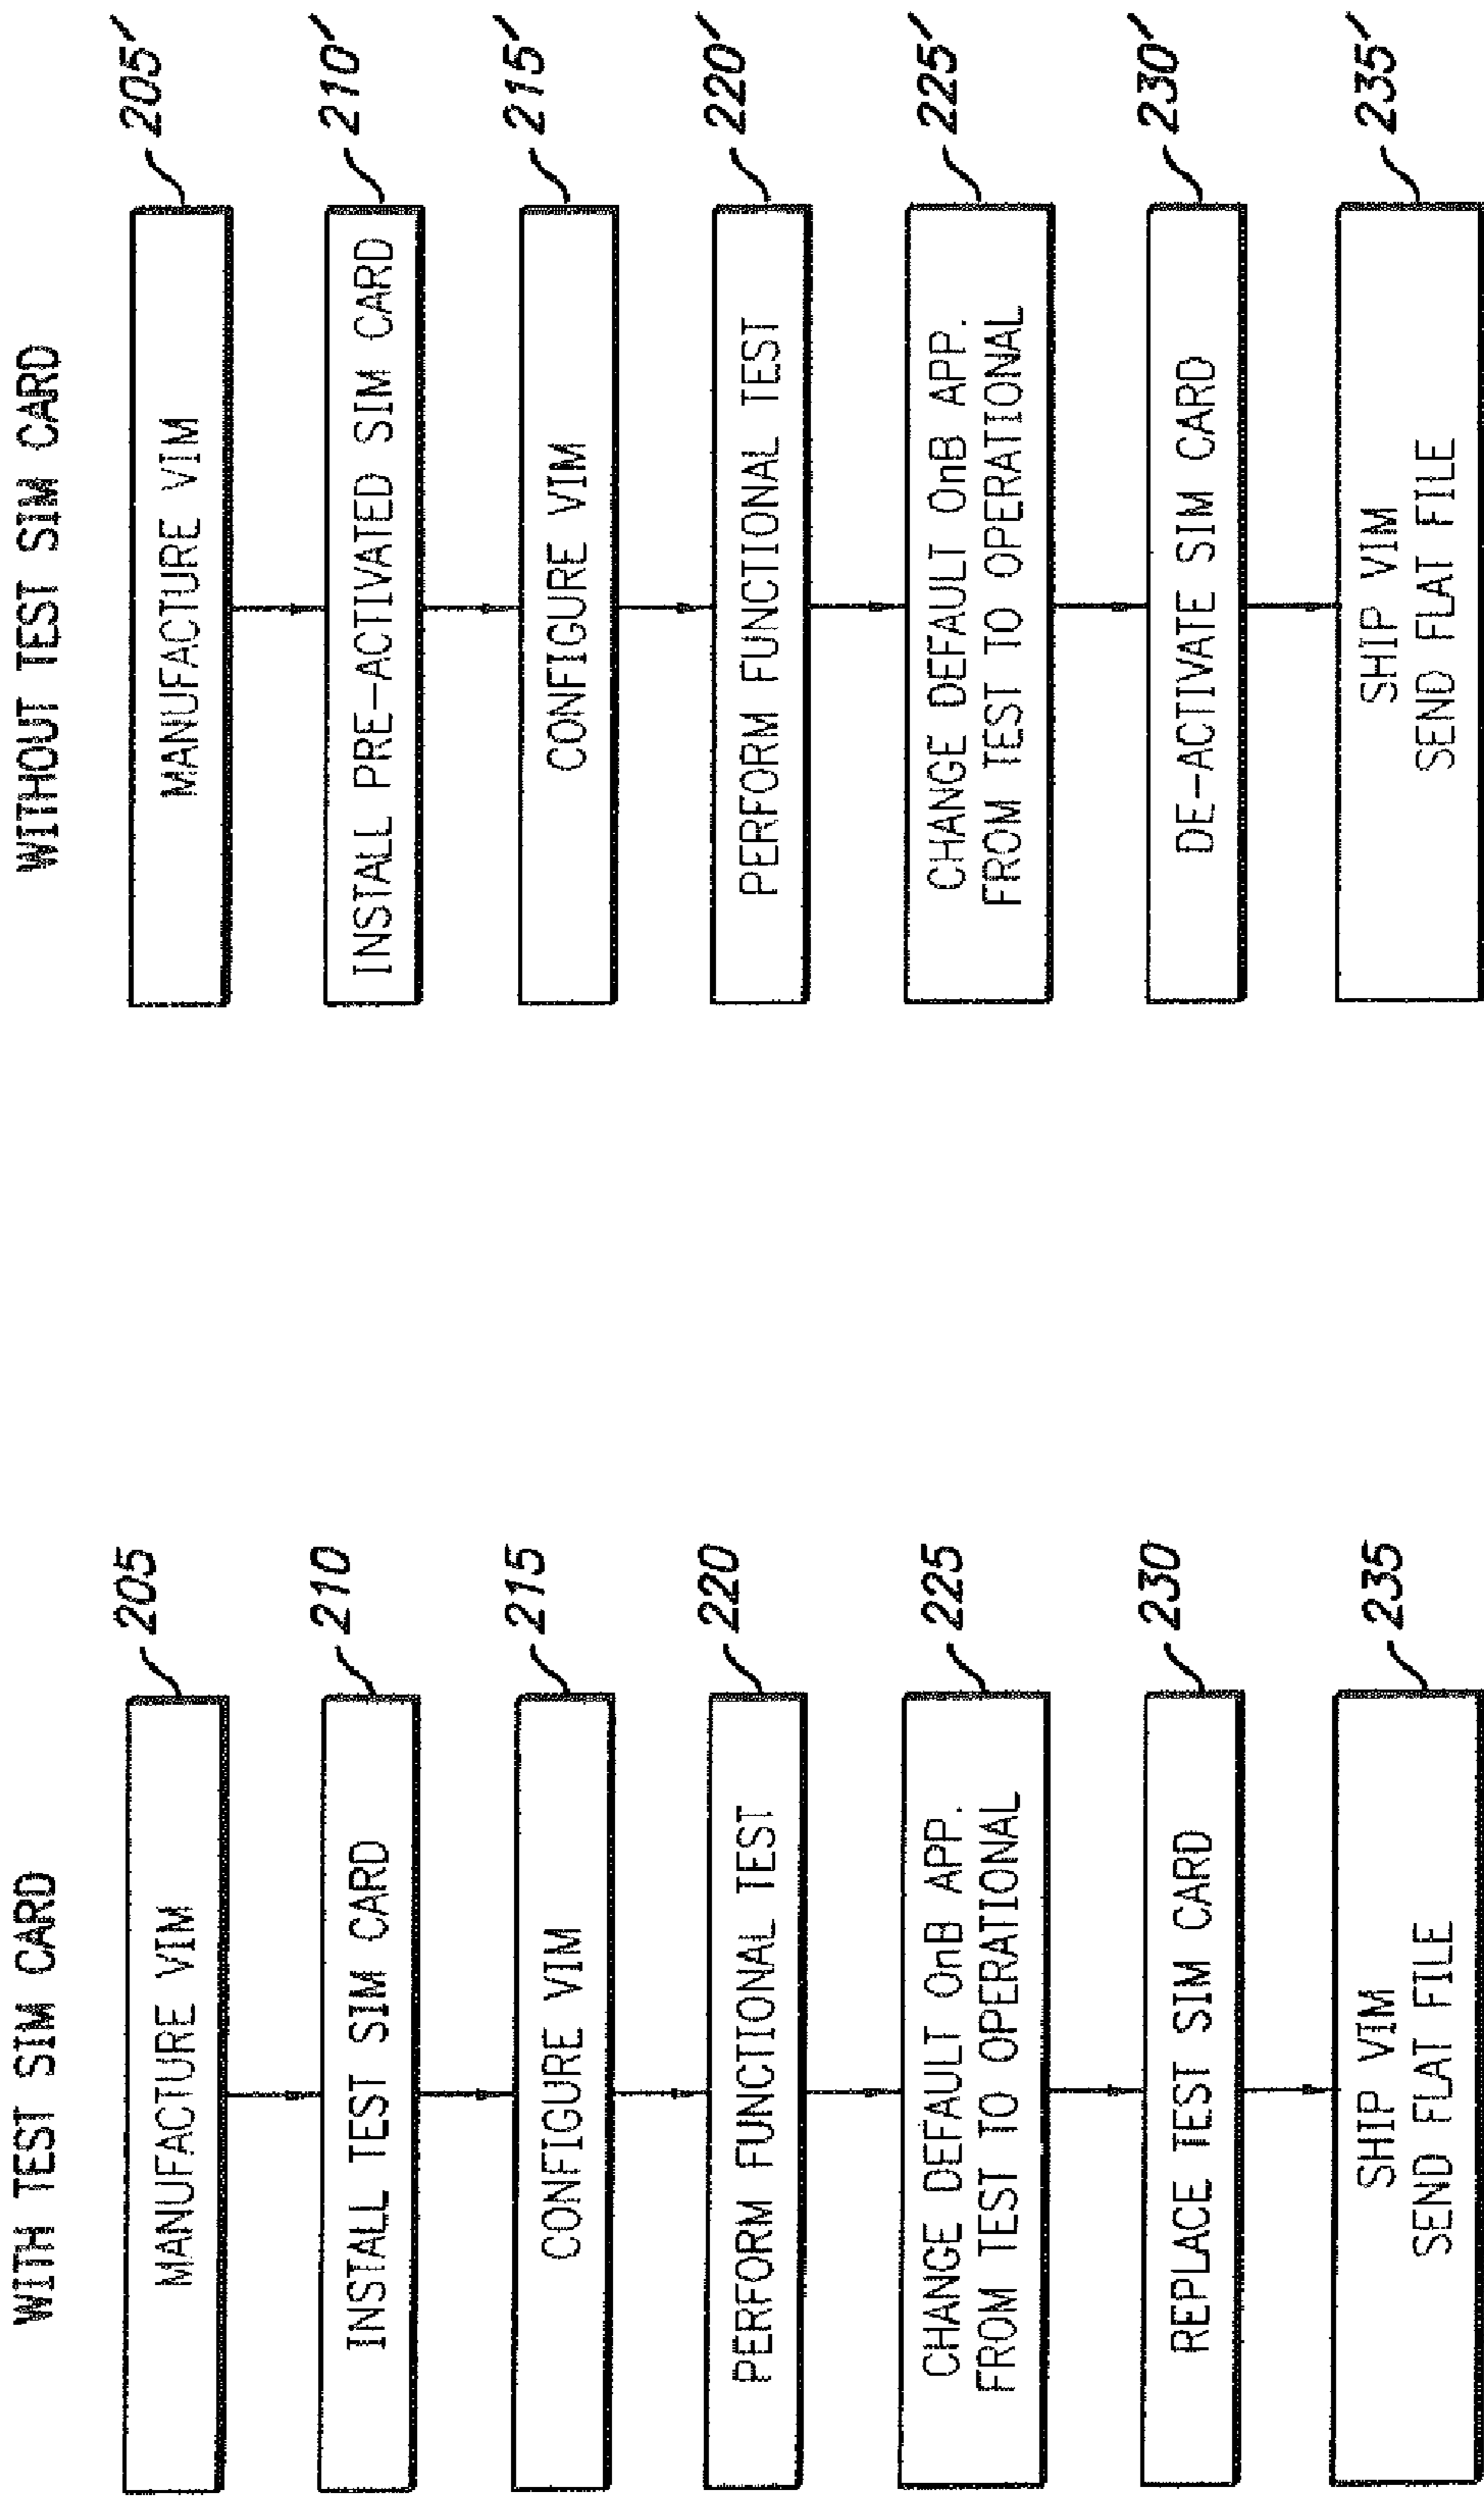 WITH TEST SIM CARD
MANUFACTURE VIM
205
INSTALL TEST SIM CARD
210
CONFIGURE VIM
215
PERFORM FUNCTIONAL TEST
220
CHANGE DEFAULT OnB APP.
FROM TEST TO OPERATIONAL
225
REPLACE TEST SIM CARD
230
SHIP VIM
SEND FLAT FILE
235
WITHOUT TEST SIM CARD
MANUFACTURE VIM
205'
INSTALL PRE-ACTIVATED SIM CARD
210'
CONFIGURE VIM
215'
PERFORM FUNCTIONAL TEST
220'
CHANGE DEFAULT OnB APP.
FROM TEST TO OPERATIONAL
225'
DE-ACTIVATE SIM CARD
230'
SHIP VIM
SEND FLAT FILE
235'